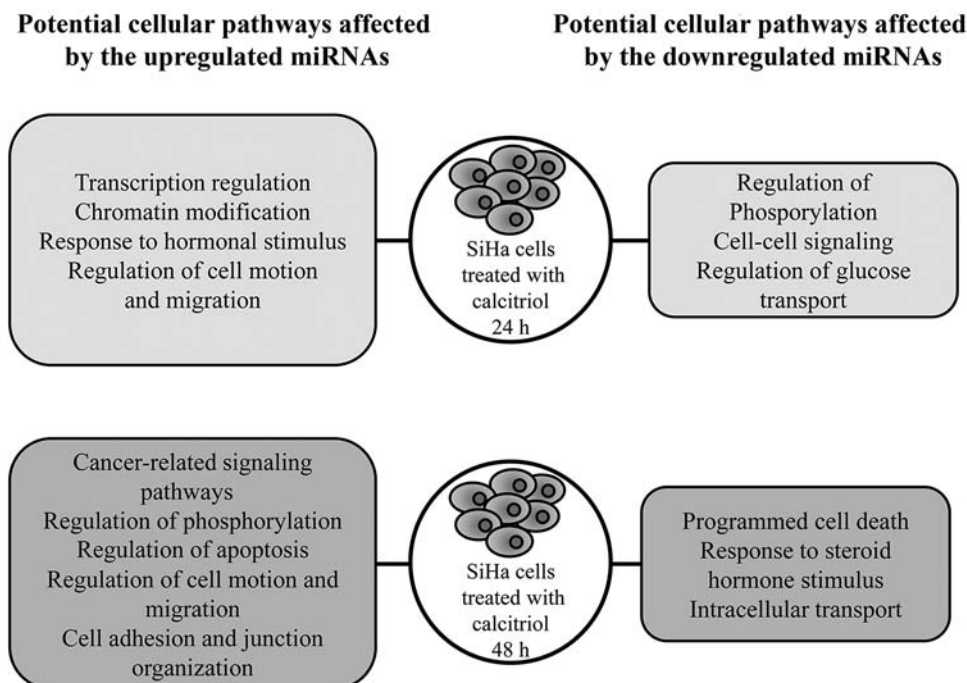 Potential cellular pathways affected
by the upregulated miRNAs
Potential cellular pathways affected
by the downregulated miRNAs
Transcription regulation
Chromatin modification
Response to hormonal stimulus
Regulation of cell motion
and migration
SiHa cells
treated with
calcitriol
24 h
Regulation of
Phosporylation
Cell-cell signaling
Regulation of glucose
transport
Cancer-related signaling
pathways
Regulation of phosphorylation
Regulation of apoptosis
Regulation of cell motion and
migration
Cell adhesion and junction
organization
SiHa cells
treated with
calcitriol
48 h
Programmed cell death
Response to steroid
hormone stimulus
Intracellular transport